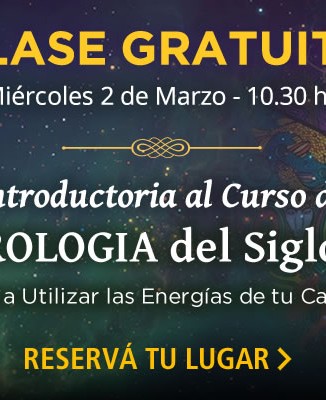 LASE GRATUIT
Miércoles 2 de Marzo - 10.30 h
ntroductoria al Curso d
ROLOGIA del Siglo
a Utilizar las Energías de tu Ca
RESERVÁ TU LUGAR >